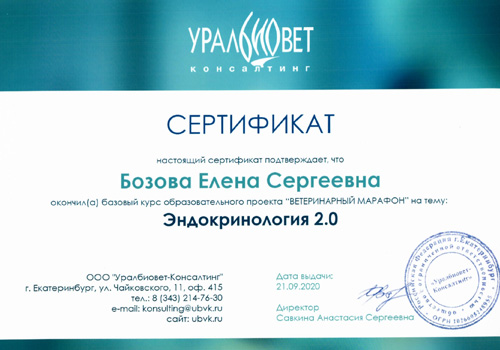 УРАЛБИОВЕТ
КОНСАЛТИНГ
СЕРТИФИКАТ
настоящий сертификат подтверждает, что
Бозова Елена Сергеевна
окончил(а) базовый курс образовательного проекта "ВЕТЕРИНАРНЫЙ МАРАФОН" на тему:
Эндокринология 2.0
ООО "Уралбиовет-Консалтинг"
г. Екатеринбург, ул. Чайковского, 11, оф. 415
тел.: 8 (343) 214-76-30
e-mail: konsulting@ubvk.ru
сайт: ubvk.ru
Дата выдачи:
21.09.2020
Директор
Савкина Анастасия Сергеевна
Российская Федерация г.Екатеринбург
"Уралбиовет-
Консалтинг"